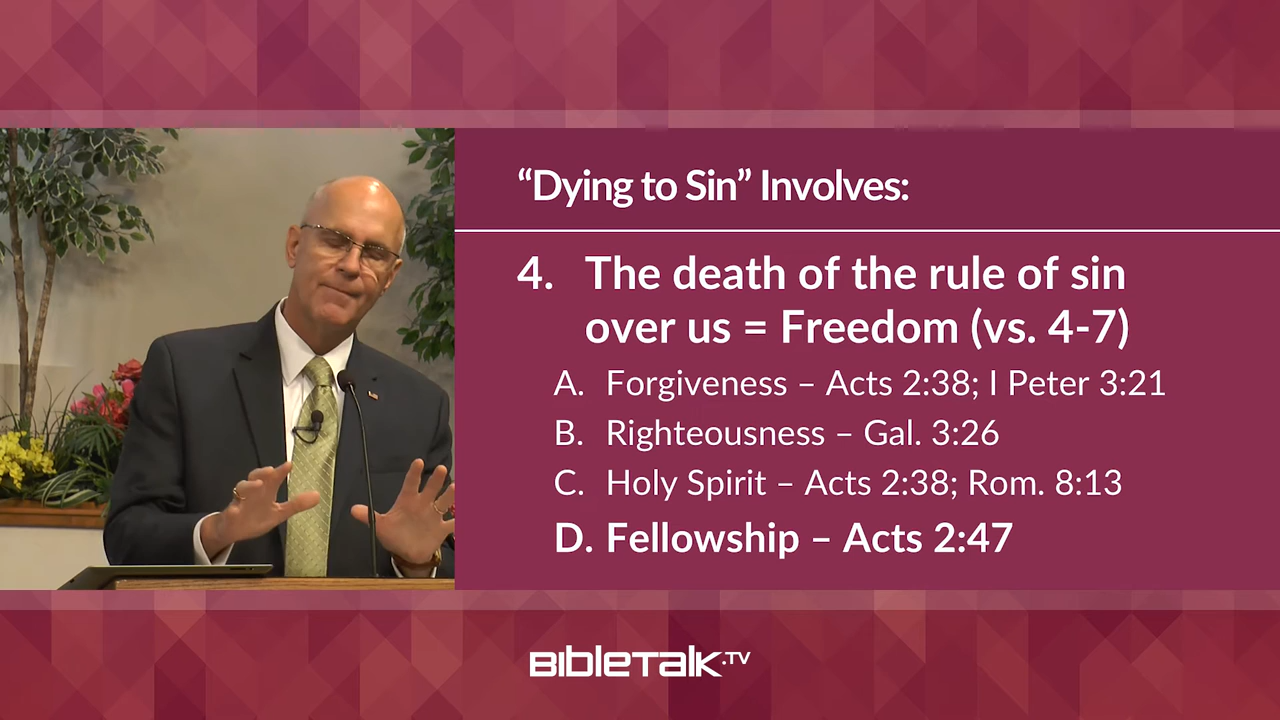 “Dying to Sin” Involves:
4. The death of the rule of sin
over us = Freedom (vs. 4-7)
A. Forgiveness – Acts 2:38; I Peter 3:21
B. Righteousness – Gal. 3:26
C. Holy Spirit – Acts 2:38; Rom. 8:13
D. Fellowship – Acts 2:47
BIBLETALK.TV